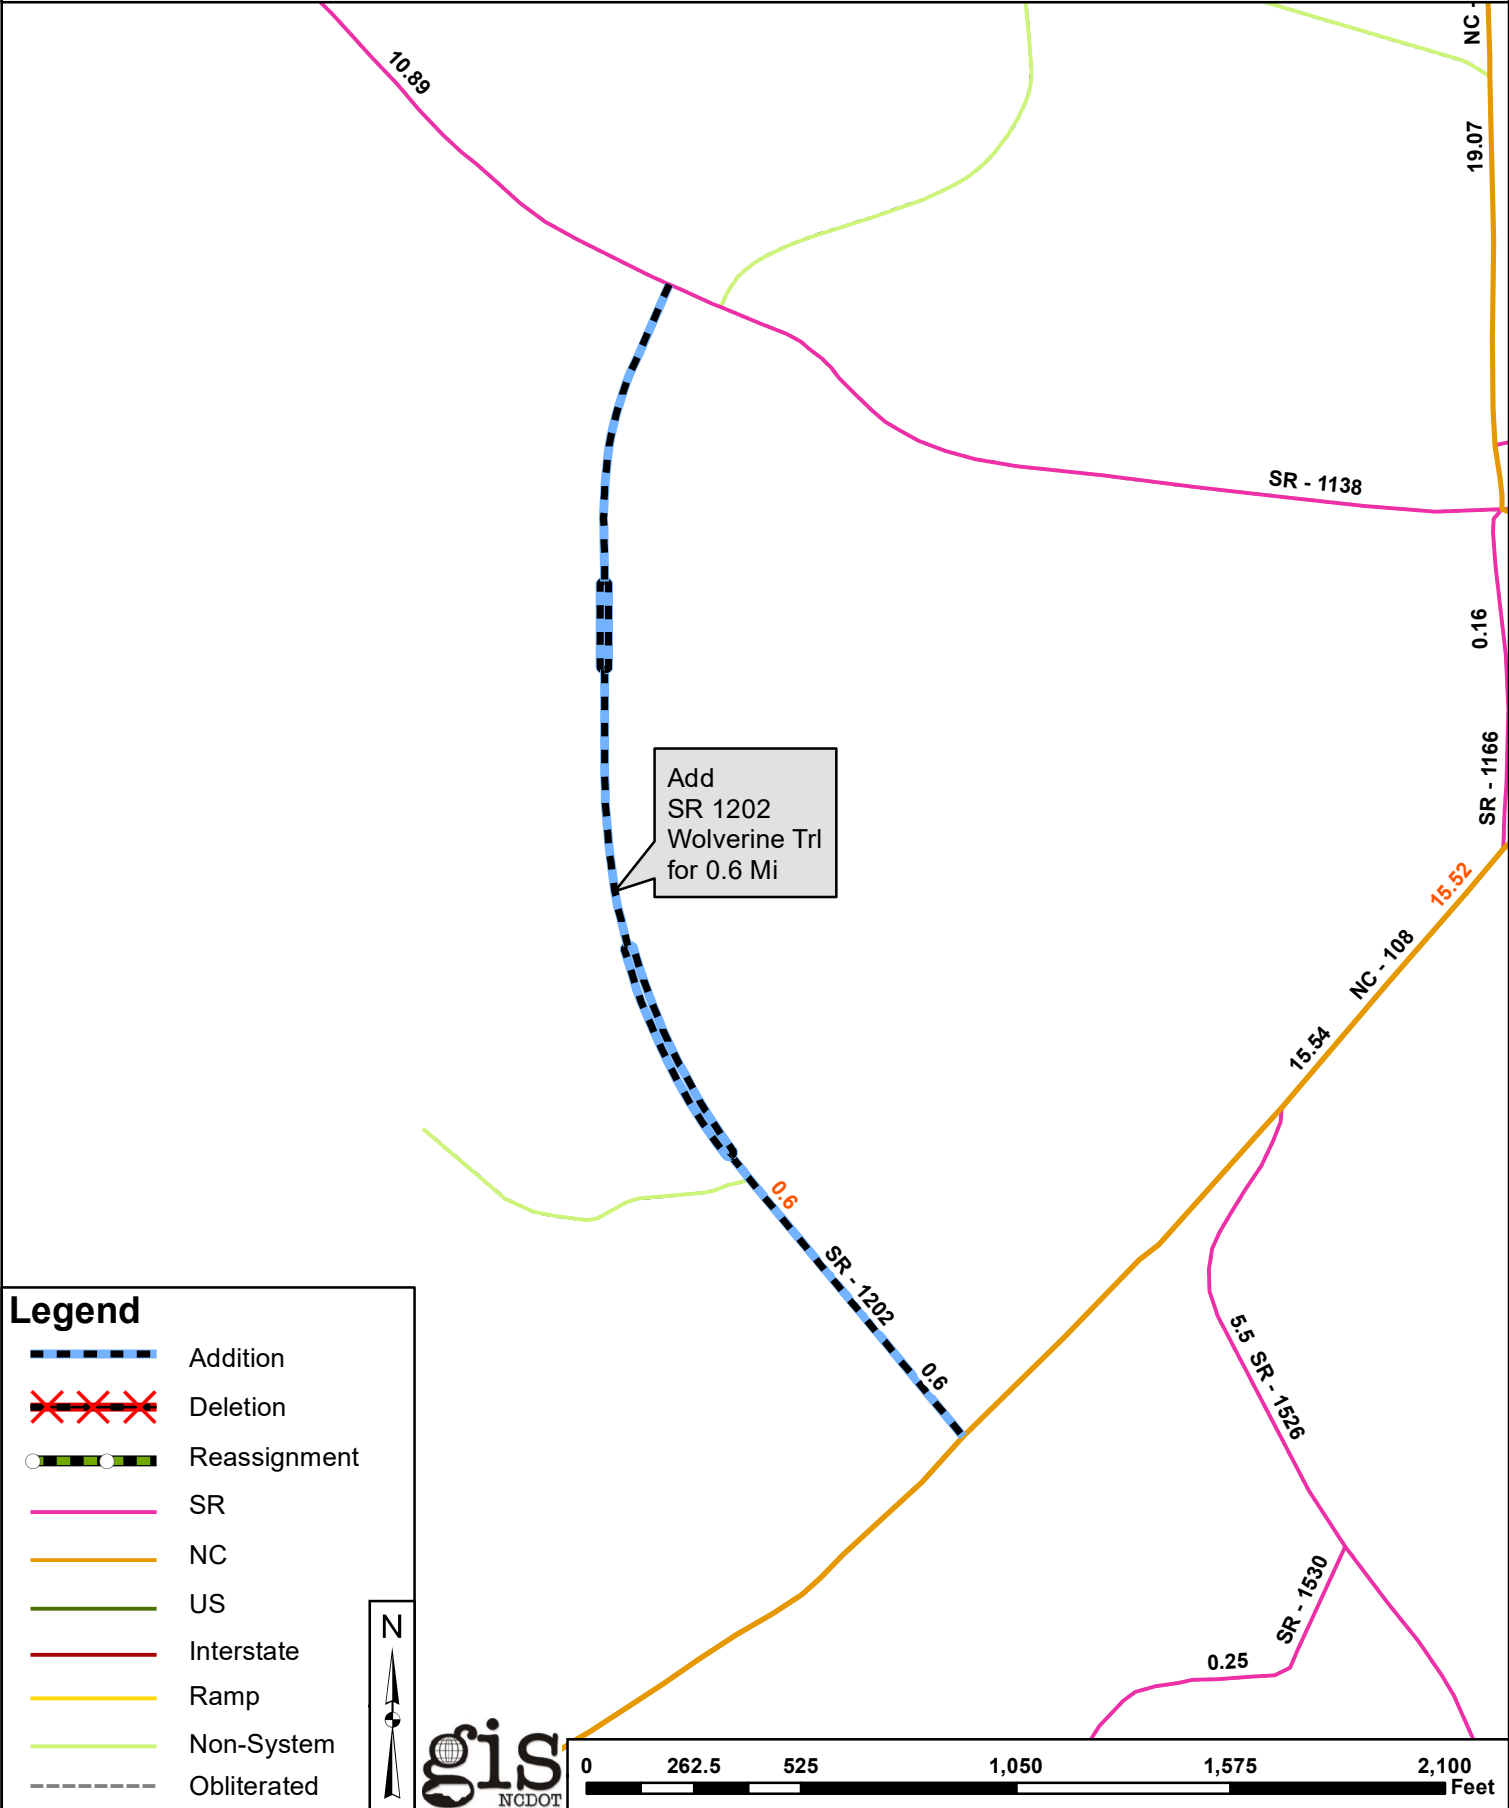 NC -
10.89
19.07
SR - 1138
0.16
SR - 1166
Add
SR 1202
Wolverine Trl
for 0.6 Mi
15.52
NC - 108
15.54
0.6
SR - 1202
0.6
5.5 SR - 1526
SR - 1530
0.25
Legend
Addition
Deletion
Reassignment
SR
NC
US
Interstate
Ramp
Non-System
Obliterated
N
gis
NCDOT
0 262.5 525 1,050 1,575 2,100
Feet